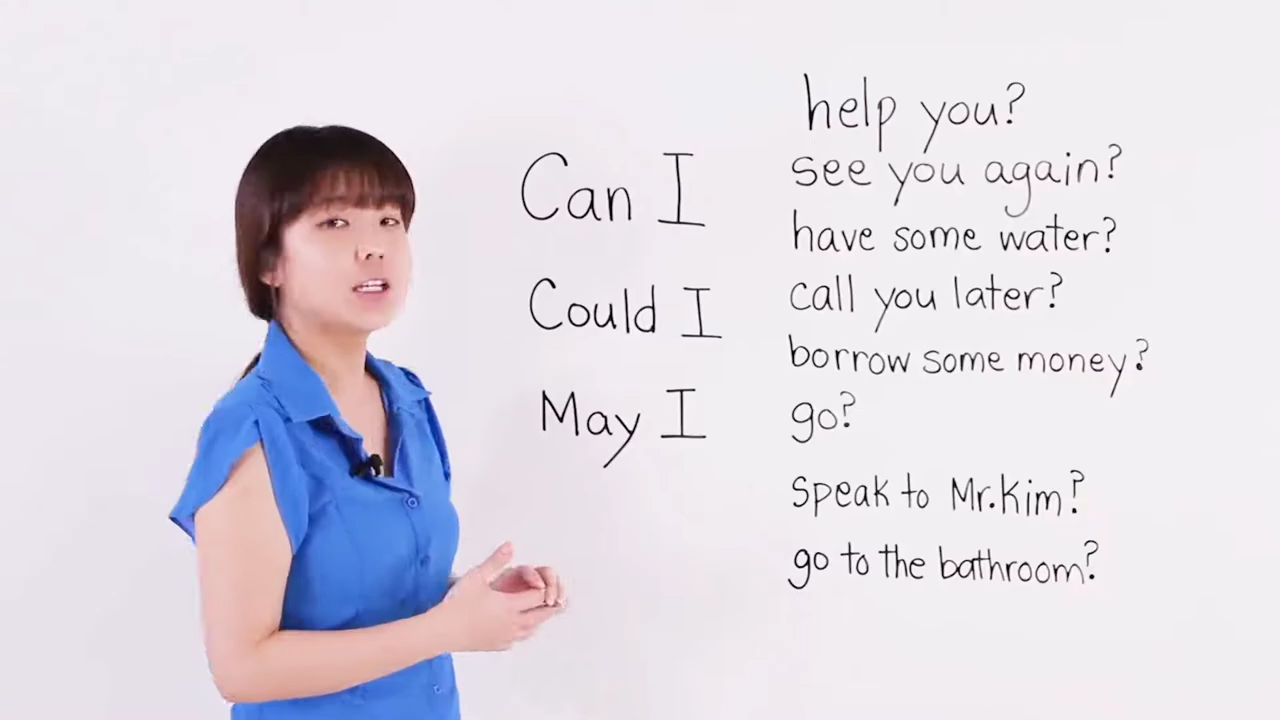 Can I
Could I
May I
help you?
see you again?
have some water?
call you later?
borrow some money?
go?
speak to Mr.Kim?
go to the bathroom?